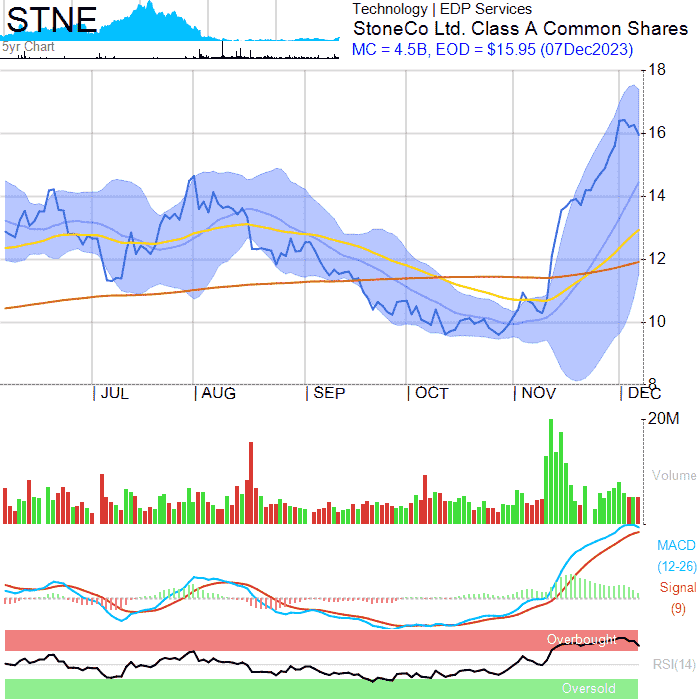 STNE
Technology | EDP Services
StoneCo Ltd. Class A Common Shares
MC = 4.5B, EOD = $15.95 (07Dec2023)
5yr Chart
18
16
14
12
10
8
JUL AUG SEP OCT NOV DEC
20M
Volume
MACD
(12-26)
Signal
(9)
Overbought
RSI(14)
Oversold